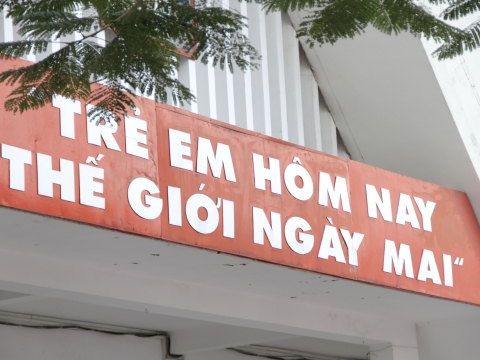 TRẺ EM HÔM NAY
THẾ GIỚI NGÀY MAI“